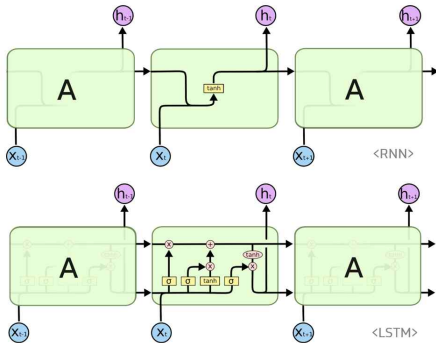 ht-1 ht ht+1
A tanh A
xt-1 xt xt+1
<RNN>
ht-1 ht ht+1
x + tanh
A x x A
σ σ tanh σ
xt-1 xt xt+1
<LSTM>